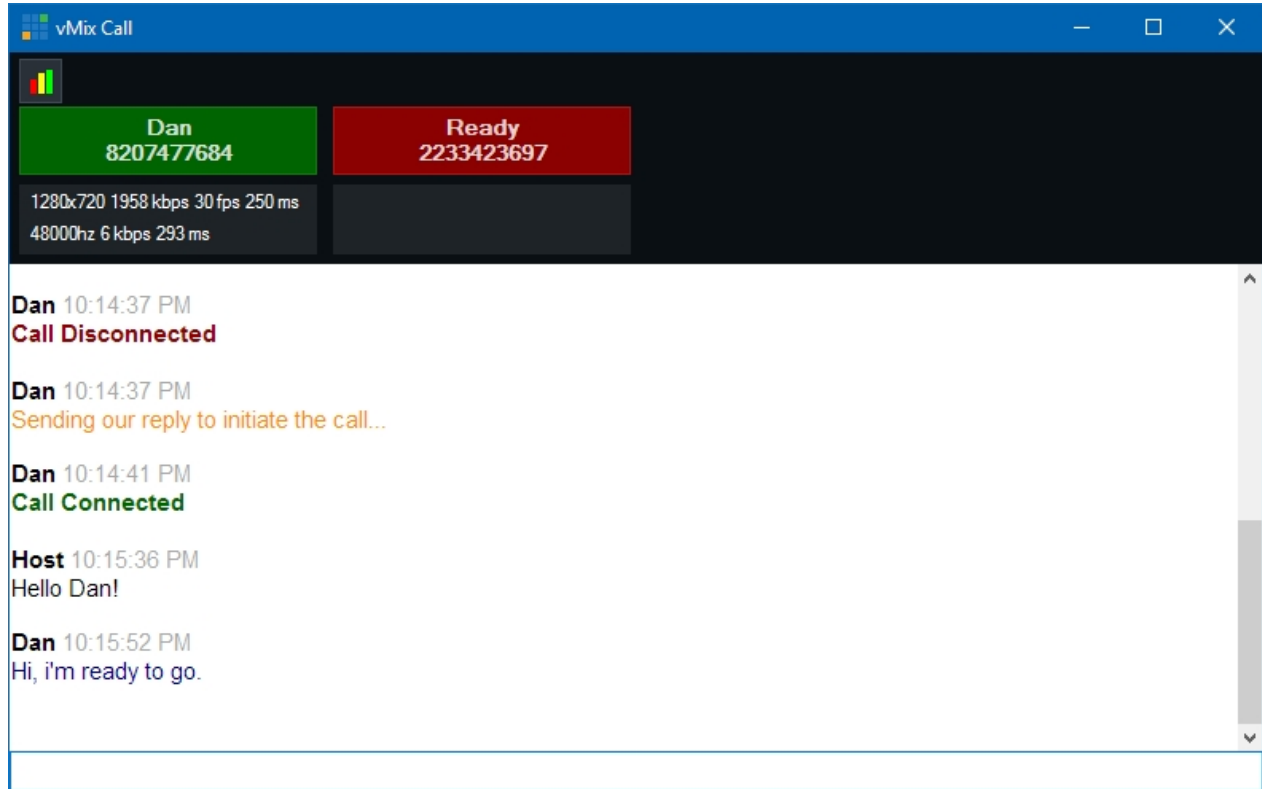 vMix Call
Dan
8207477684
Ready
2233423697
1280x720 1958 kbps 30 fps 250 ms
48000hz 6 kbps 293 ms
Dan 10:14:37 PM
Call Disconnected
Dan 10:14:37 PM
Sending our reply to initiate the call...
Dan 10:14:41 PM
Call Connected
Host 10:15:36 PM
Hello Dan!
Dan 10:15:52 PM
Hi, i'm ready to go.